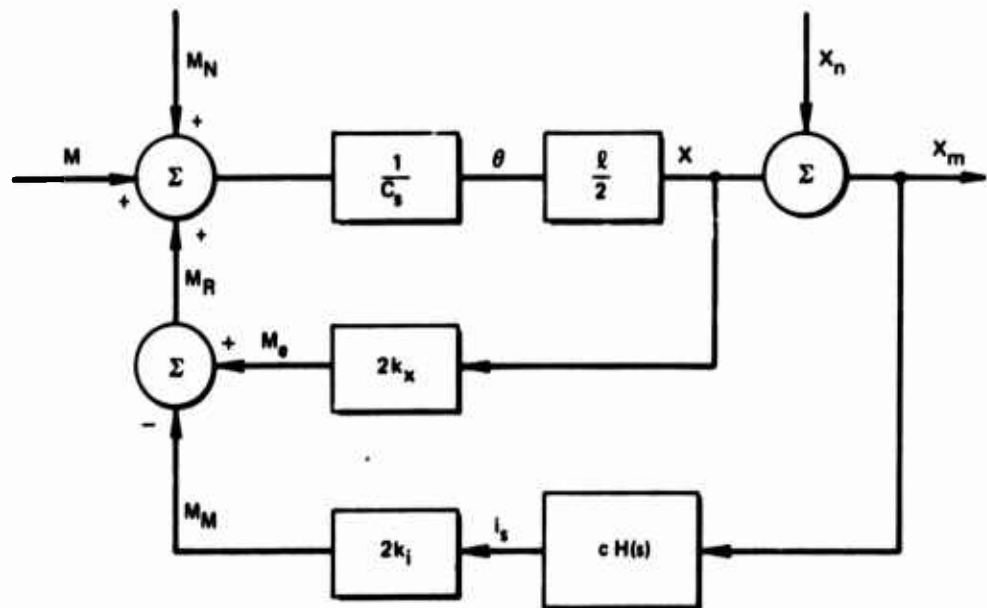 M_N
X_n
+
M
Σ
1
C_s
θ
ℓ
2
X
Σ
X_m
+
+
M_R
+
M_e
Σ
2k_x
−
M_M
2k_i
i_s
c H(s)